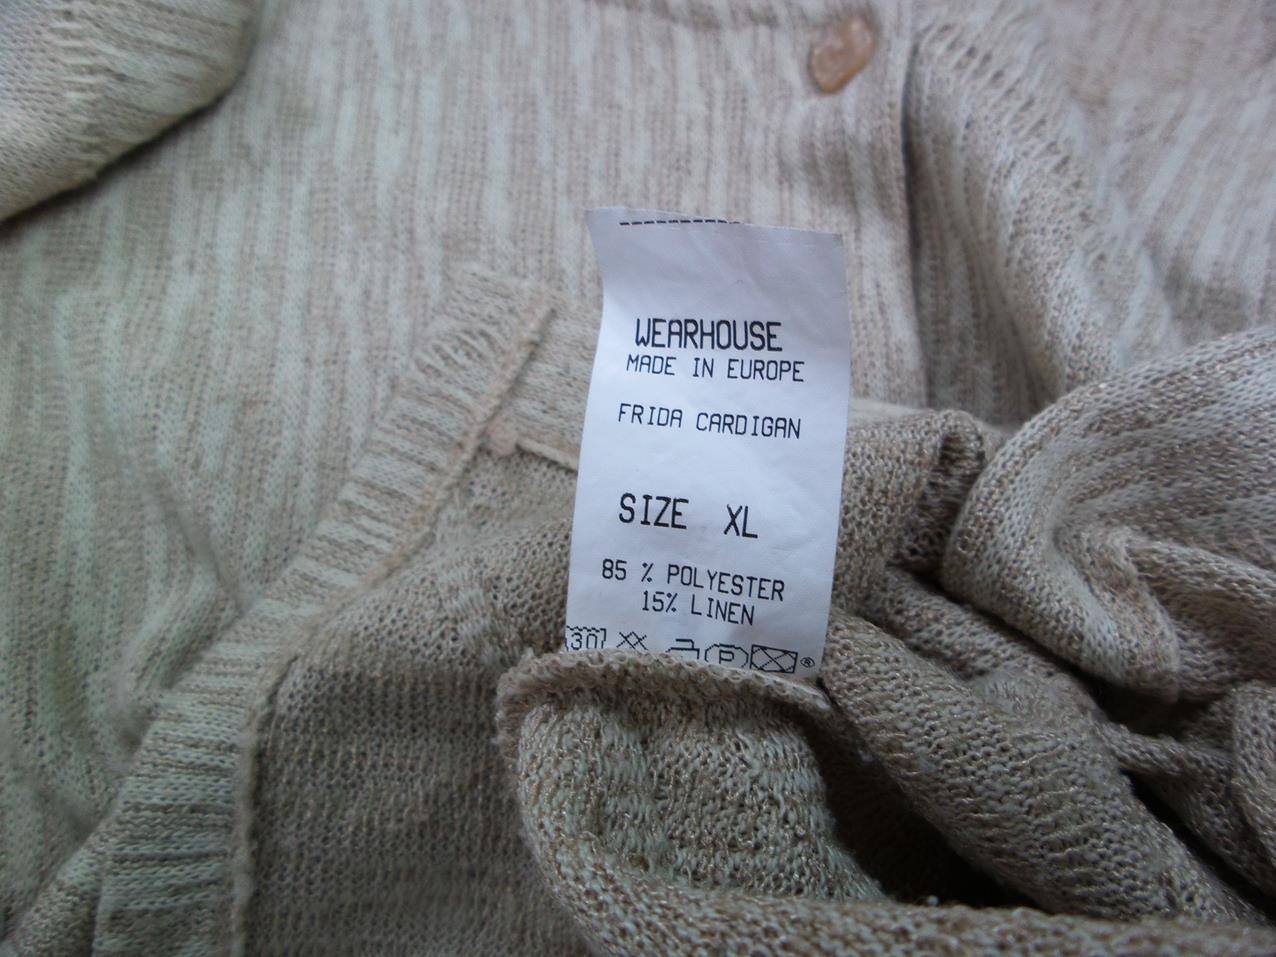 WEARHOUSE
MADE IN EUROPE
FRIDA CARDIGAN
SIZE XL
85 % POLYESTER
15% LINEN
30 P ®